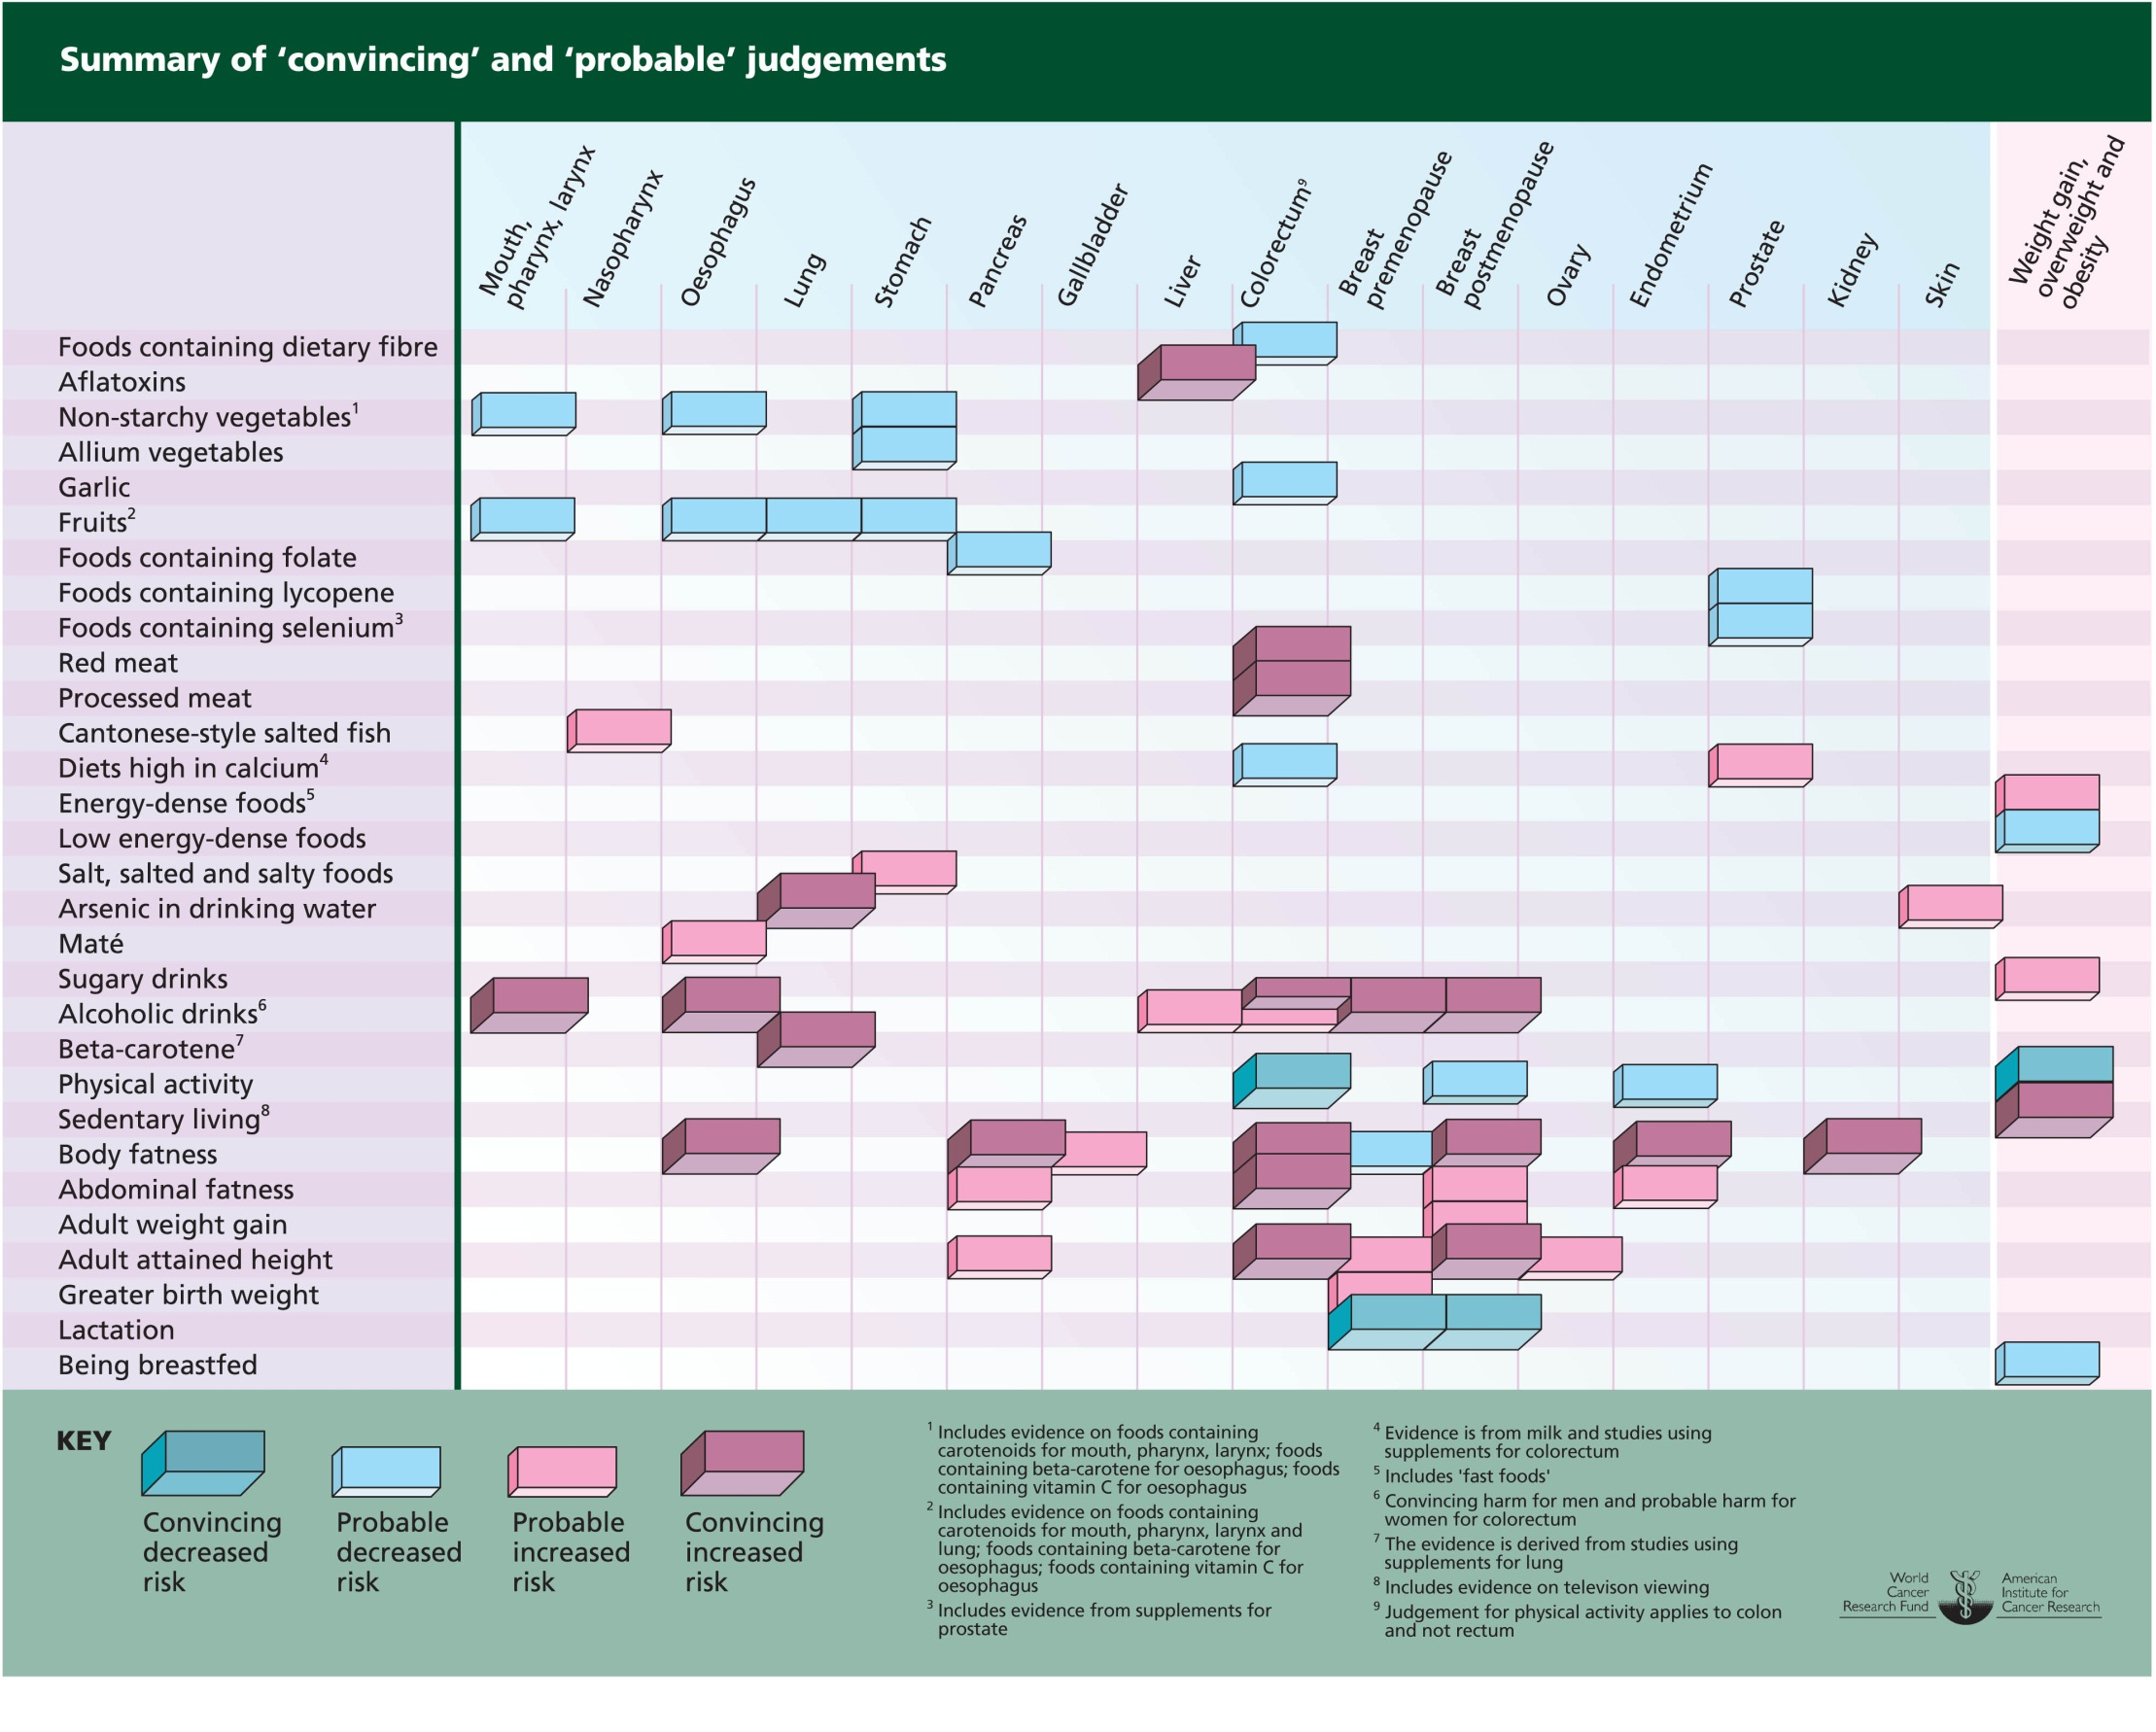 Summary of ‘convincing’ and ‘probable’ judgements
Mouth,
pharynx, larynx
Nasopharynx
Oesophagus
Lung
Stomach
Pancreas
Gallbladder
Liver
Colorectum⁹
Breast
premenopause
Breast
postmenopause
Ovary
Endometrium
Prostate
Kidney
Skin
Weight gain,
overweight and
obesity
Foods containing dietary fibre
Aflatoxins
Non-starchy vegetables¹
Allium vegetables
Garlic
Fruits²
Foods containing folate
Foods containing lycopene
Foods containing selenium³
Red meat
Processed meat
Cantonese-style salted fish
Diets high in calcium⁴
Energy-dense foods⁵
Low energy-dense foods
Salt, salted and salty foods
Arsenic in drinking water
Maté
Sugary drinks
Alcoholic drinks⁶
Beta-carotene⁷
Physical activity
Sedentary living⁸
Body fatness
Abdominal fatness
Adult weight gain
Adult attained height
Greater birth weight
Lactation
Being breastfed
KEY
Convincing
decreased
risk
Probable
decreased
risk
Probable
increased
risk
Convincing
increased
risk
¹ Includes evidence on foods containing
carotenoids for mouth, pharynx, larynx; foods
containing beta-carotene for oesophagus; foods
containing vitamin C for oesophagus
² Includes evidence on foods containing
carotenoids for mouth, pharynx, larynx and
lung; foods containing beta-carotene for
oesophagus; foods containing vitamin C for
oesophagus
³ Includes evidence from supplements for
prostate
⁴ Evidence is from milk and studies using
supplements for colorectum
⁵ Includes 'fast foods'
⁶ Convincing harm for men and probable harm for
women for colorectum
⁷ The evidence is derived from studies using
supplements for lung
⁸ Includes evidence on televison viewing
⁹ Judgement for physical activity applies to colon
and not rectum
World
Cancer
Research Fund
American
Institute for
Cancer Research